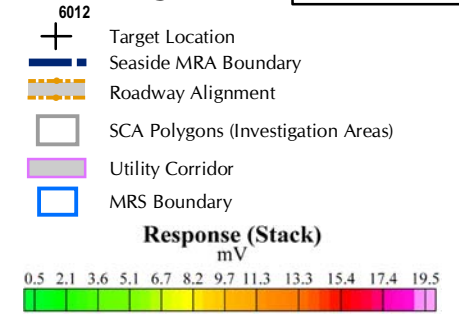 6012
Target Location
Seaside MRA Boundary
Roadway Alignment
SCA Polygons (Investigation Areas)
Utility Corridor
MRS Boundary
Response (Stack)
mV
0.5 2.1 3.6 5.1 6.7 8.2 9.7 11.3 13.3 15.4 17.4 19.5